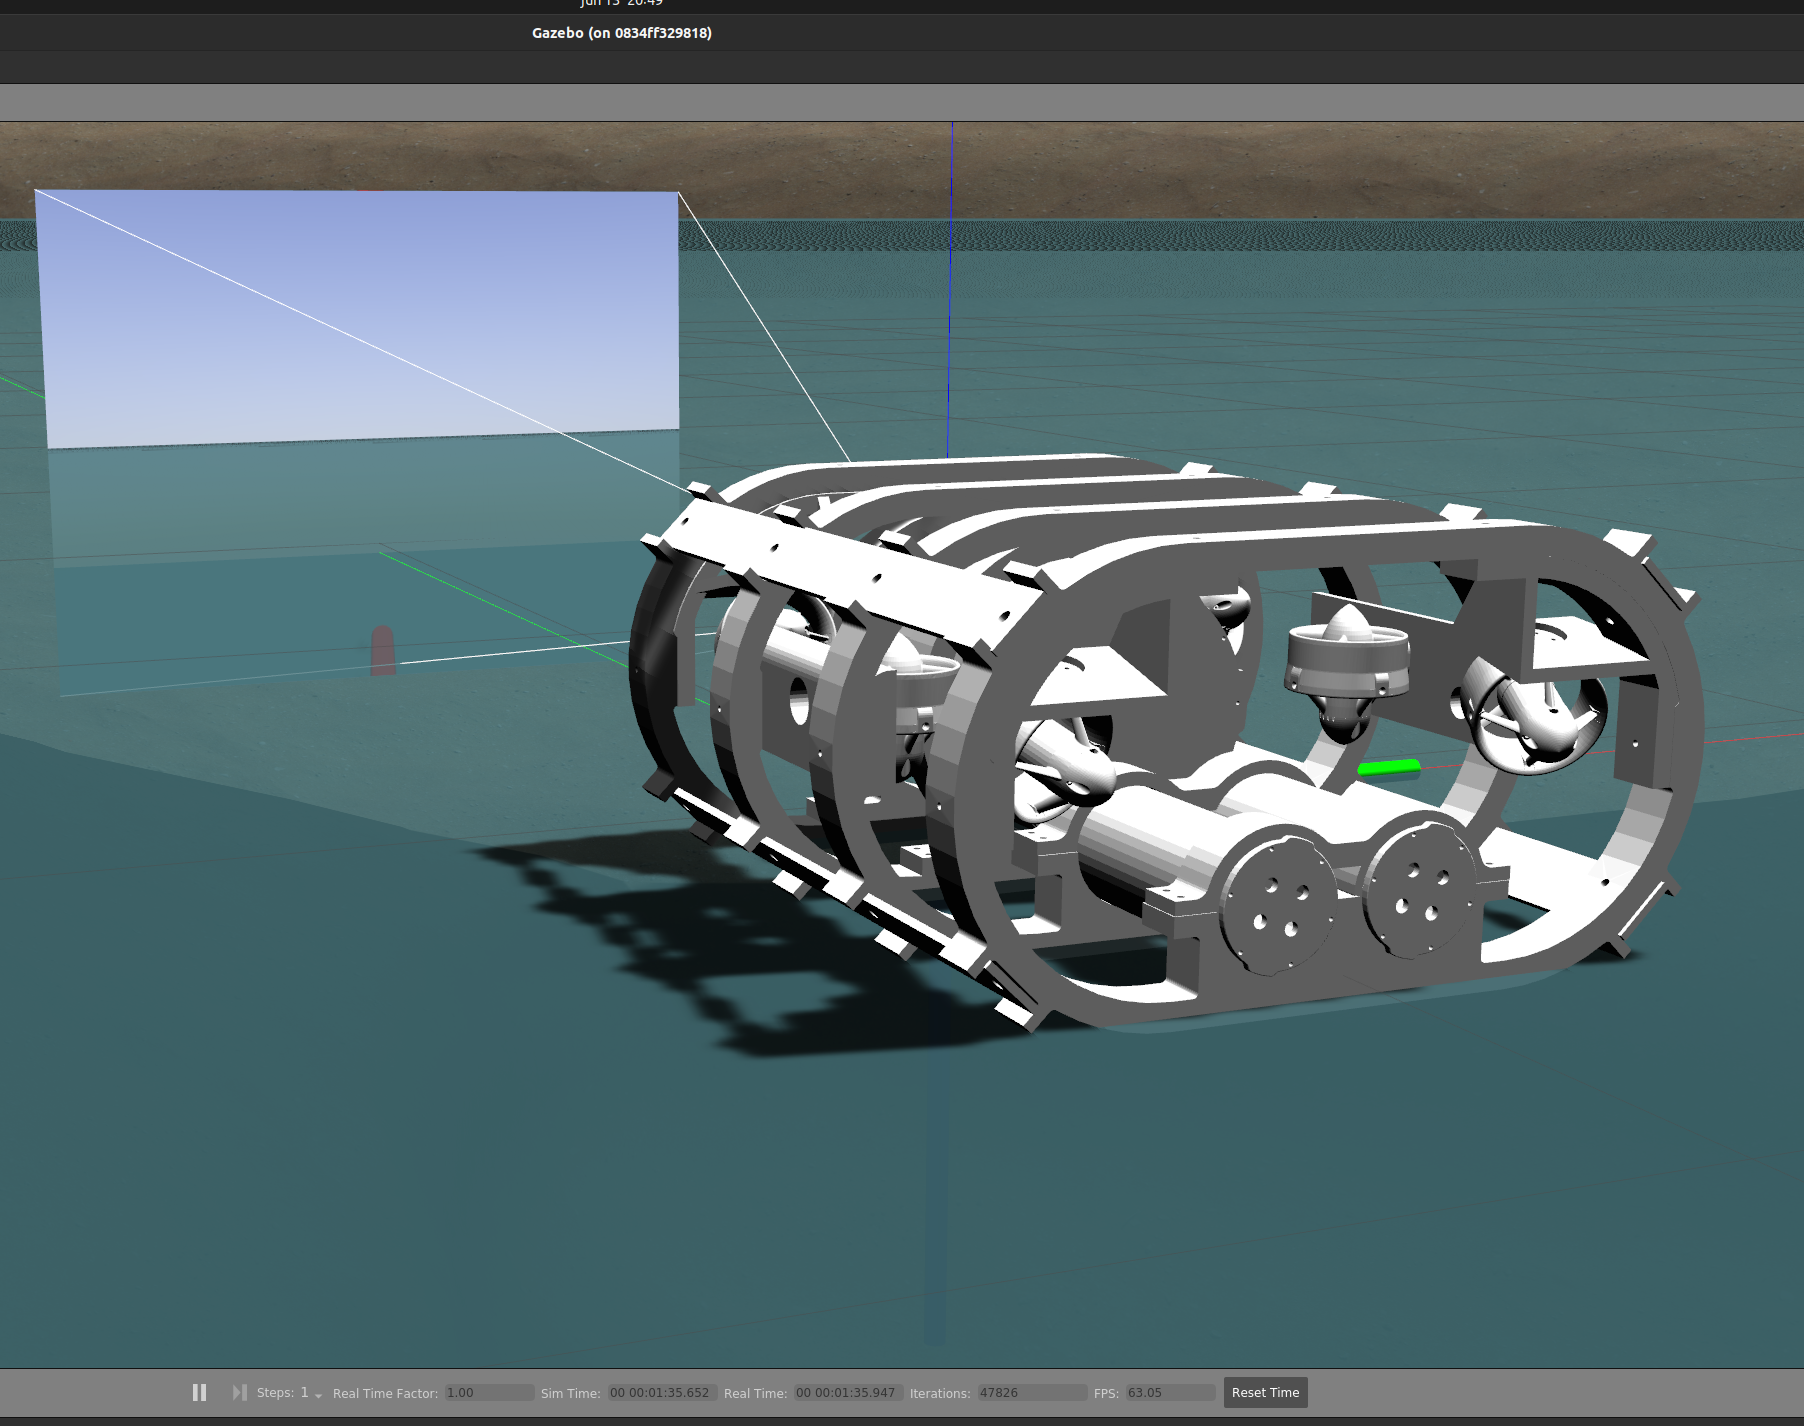 Jun 13 20:49
Gazebo (on 0834ff329818)
Steps: 1 Real Time Factor: 1.00 Sim Time: 00 00:01:35.652 Real Time: 00 00:01:35.947 Iterations: 47826 FPS: 63.05 Reset Time